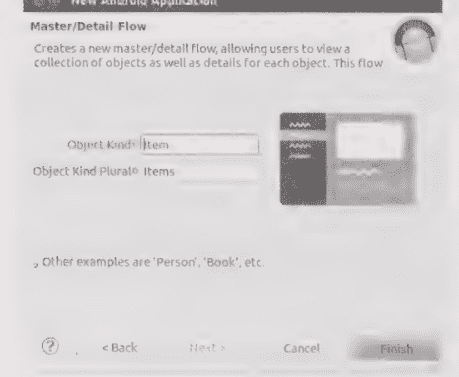 New Android Application
Master/Detail Flow
Creates a new master/detail flow, allowing users to view a
collection of objects as well as details for each object. This flow
Object Kind Item
Object Kind Plural Items
Other examples are 'Person', 'Book', etc.
?
< Back Next > Cancel Finish